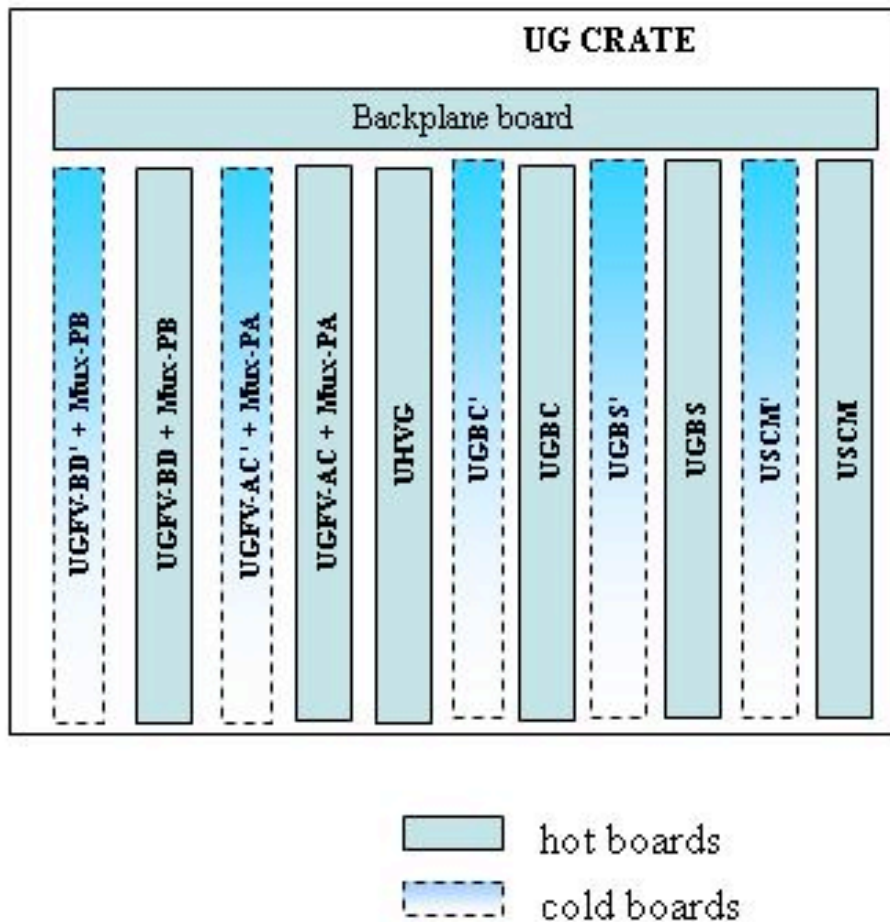 UG CRATE
Backplane board
UGFV-BD' + Mux-PB
UGFV-BD + Mux-PB
UGFV-AC' + Mux-PA
UGFV-AC + Mux-PA
UHVG
UGBC'
UGBC
UGBS'
UGBS
USCM'
USCM
hot boards
cold boards